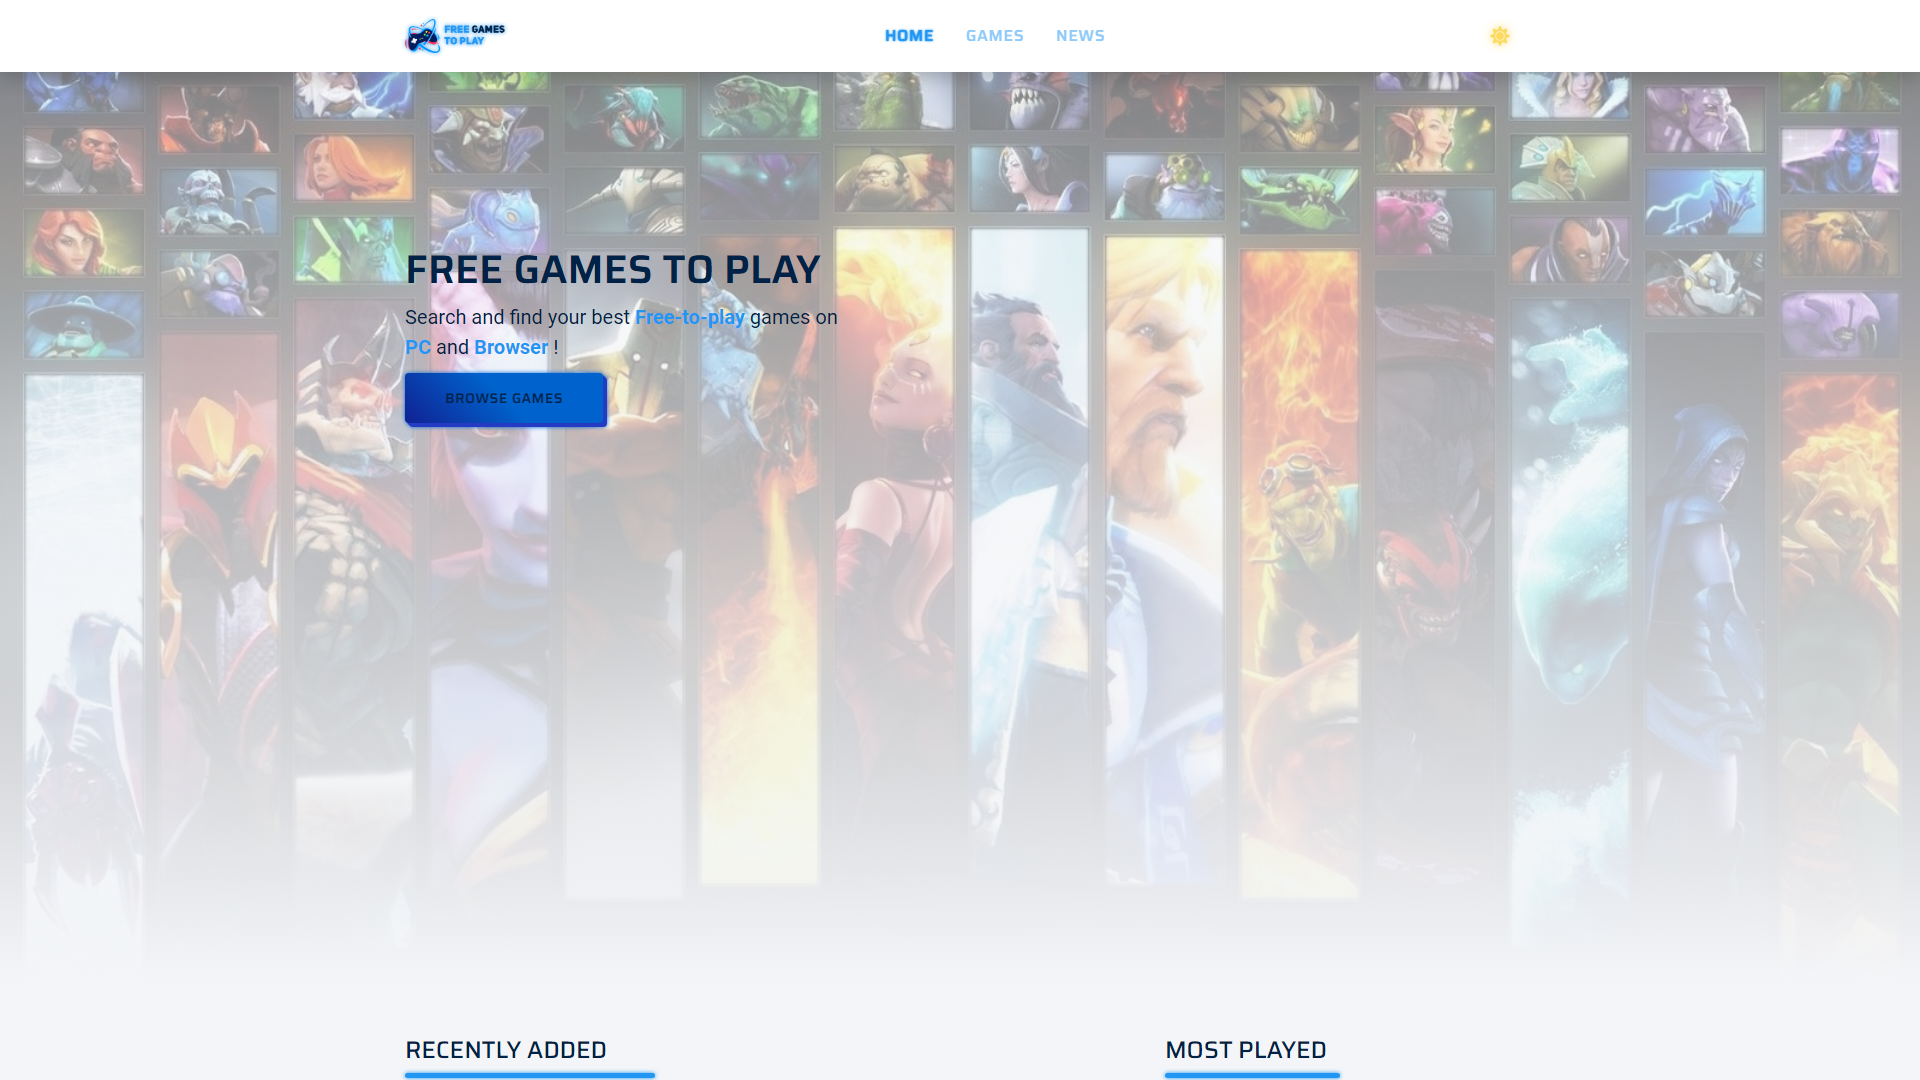 FREE GAMES
TO PLAY
HOME
GAMES
NEWS
FREE GAMES TO PLAY
Search and find your best Free-to-play games on
PC and Browser !
BROWSE GAMES
RECENTLY ADDED
MOST PLAYED